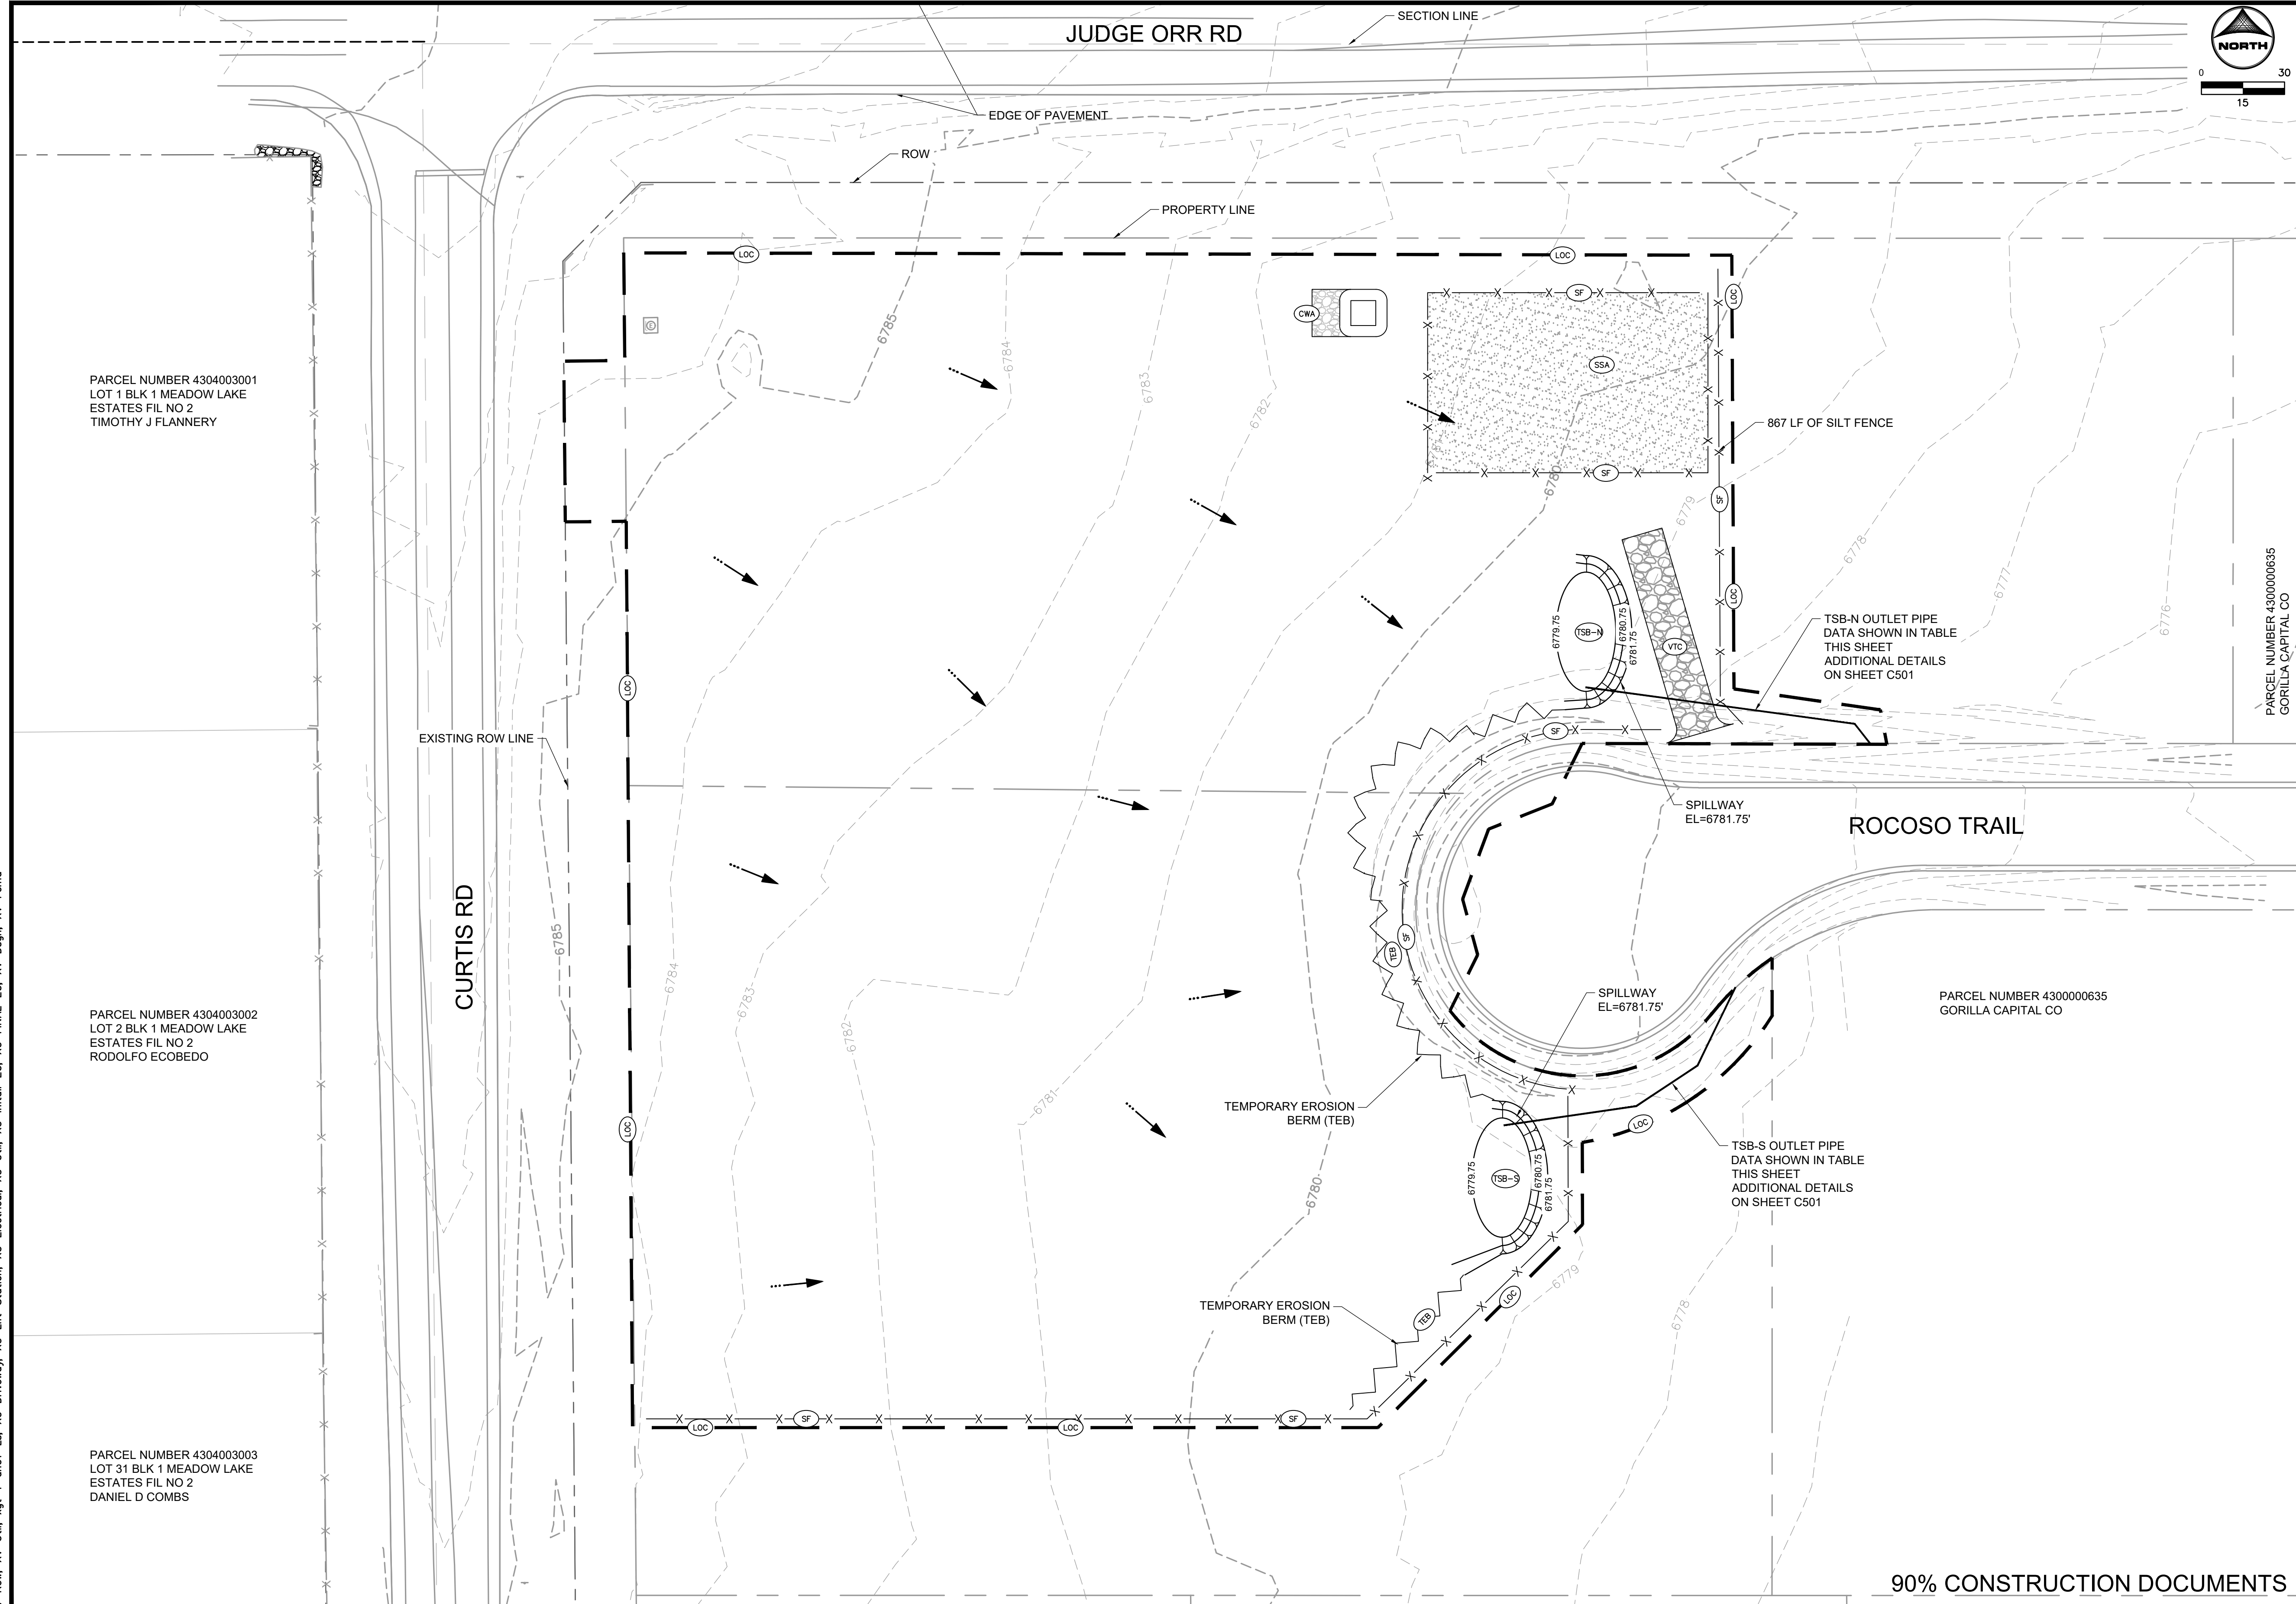 SECTION LINE
JUDGE ORR RD
NORTH
0 30
15
EDGE OF PAVEMENT
ROW
PROPERTY LINE
LOC
LOC
LOC
SF
CWA
E
6785
6784
6783
6782
SSA
PARCEL NUMBER 4304003001
LOT 1 BLK 1 MEADOW LAKE
ESTATES FIL NO 2
TIMOTHY J FLANNERY
867 LF OF SILT FENCE
SF
6780
SF
6779
6778
6777
6776
PARCEL NUMBER 4300000635
GORILLA CAPITAL CO
LOC
TSB-N
6779.75
6780.75
6781.75
VTC
TSB-N OUTLET PIPE
DATA SHOWN IN TABLE
THIS SHEET
ADDITIONAL DETAILS
ON SHEET C501
LOC
EXISTING ROW LINE
SF
SPILLWAY
EL=6781.75'
ROCOSO TRAIL
CURTIS RD
6785
6784
6783
6782
6781
TEB
SF
SPILLWAY
EL=6781.75'
PARCEL NUMBER 4300000635
GORILLA CAPITAL CO
PARCEL NUMBER 4304003002
LOT 2 BLK 1 MEADOW LAKE
ESTATES FIL NO 2
RODOLFO ECOBEDO
TEMPORARY EROSION
BERM (TEB)
LOC
LOC
TSB-S OUTLET PIPE
DATA SHOWN IN TABLE
THIS SHEET
ADDITIONAL DETAILS
ON SHEET C501
TSB-S
6779.75
6780.75
6781.75
6780
6779
6778
LOC
TEMPORARY EROSION
BERM (TEB)
TEB
SF
SF
LOC
LOC
PARCEL NUMBER 4304003003
LOT 31 BLK 1 MEADOW LAKE
ESTATES FIL NO 2
DANIEL D COMBS
90% CONSTRUCTION DOCUMENTS